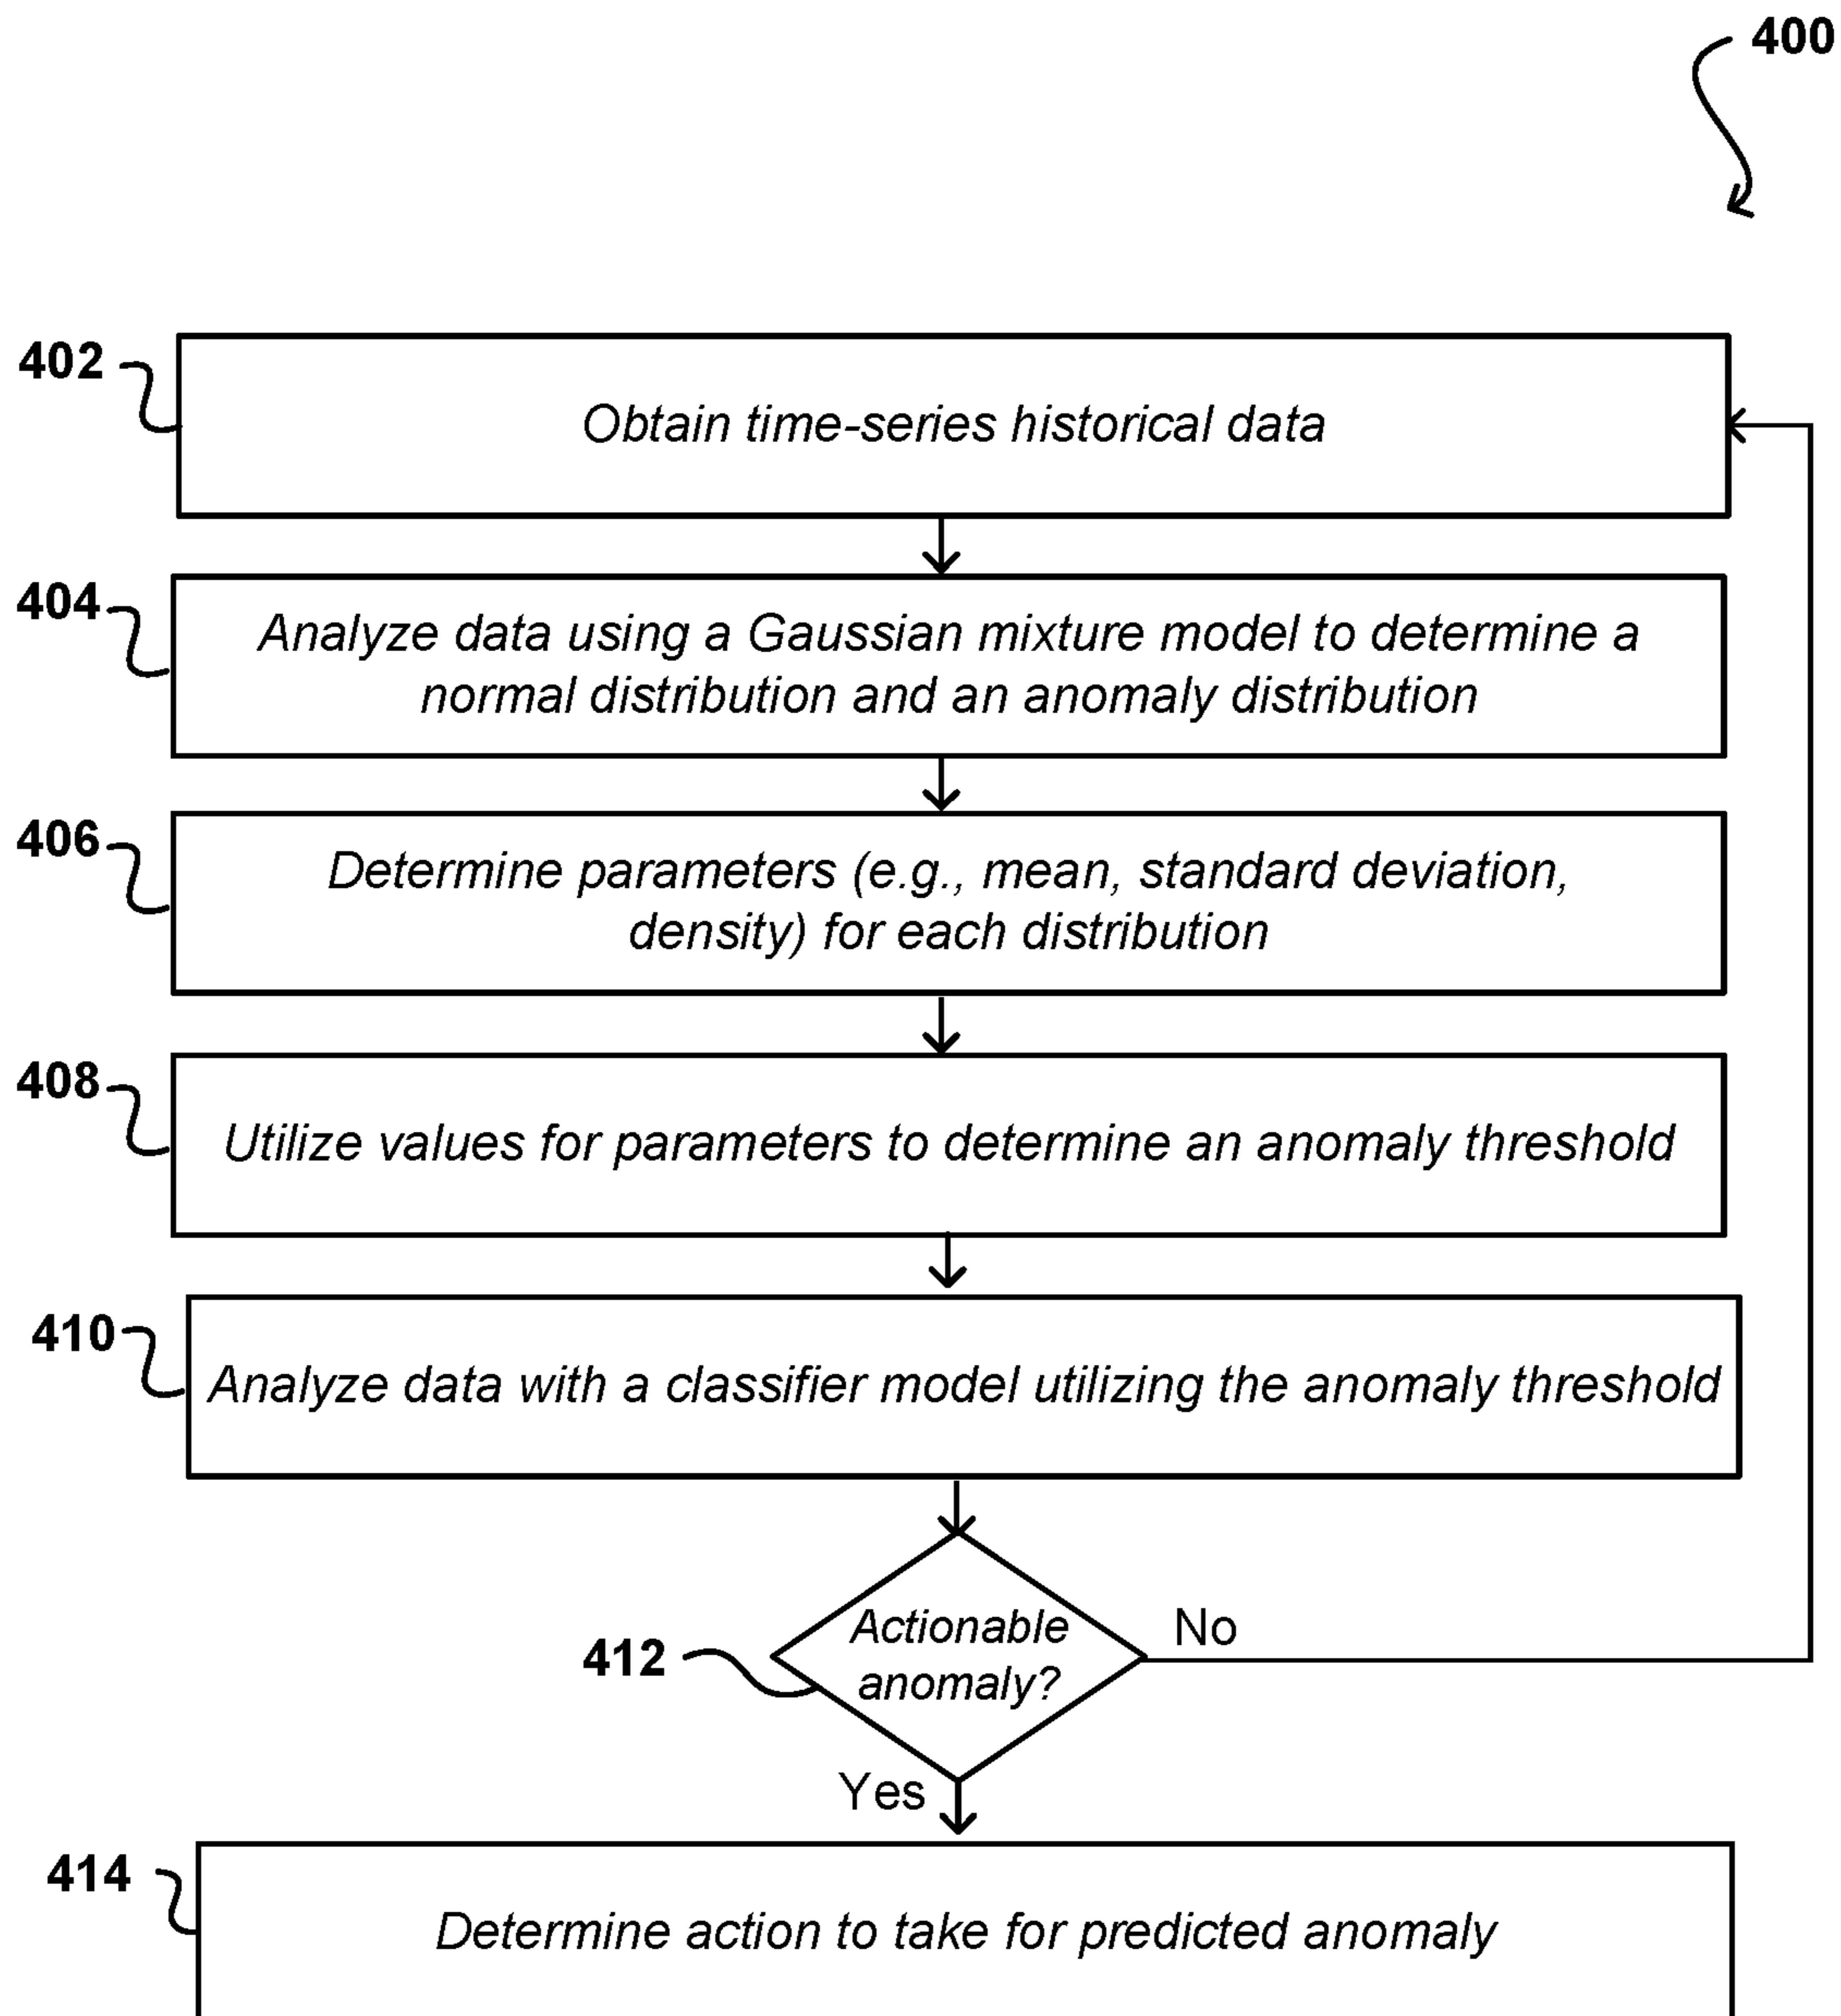 400
402
Obtain time-series historical data
404
Analyze data using a Gaussian mixture model to determine a
normal distribution and an anomaly distribution
406
Determine parameters (e.g., mean, standard deviation,
density) for each distribution
408
Utilize values for parameters to determine an anomaly threshold
410
Analyze data with a classifier model utilizing the anomaly threshold
412
Actionable
anomaly?
No
Yes
414
Determine action to take for predicted anomaly